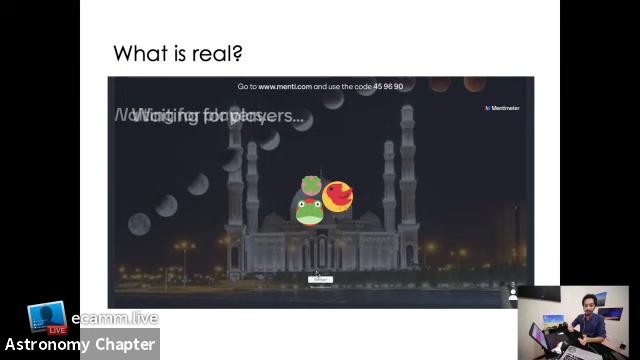 What is real?
Go to www.menti.com and use the code 45 96 90
Mentimeter
Waiting for players...
ecamm.live
LIVE
Astronomy Chapter